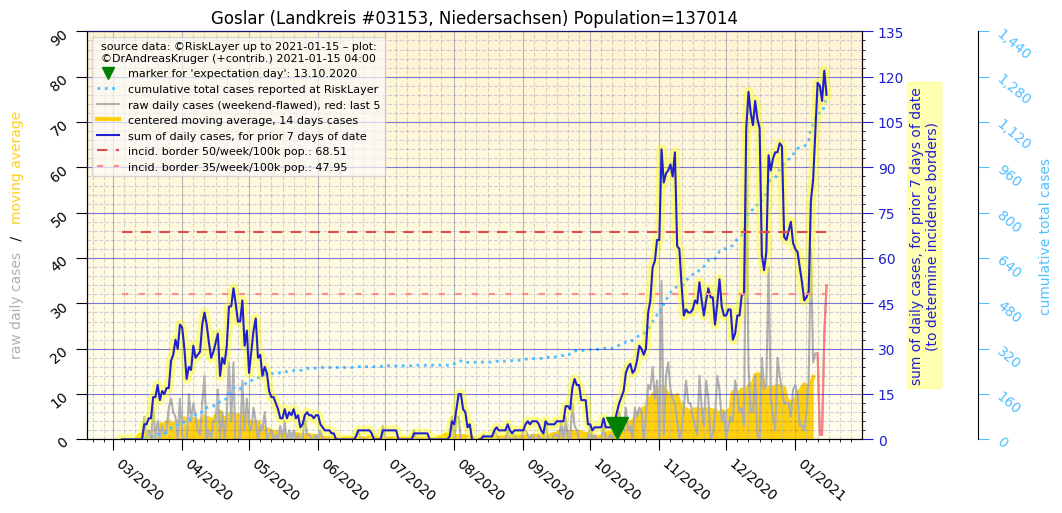 Goslar (Landkreis #03153, Niedersachsen) Population=137014
source data: ©RiskLayer up to 2021-01-15 – plot:
©DrAndreasKruger (+contrib.) 2021-01-15 04:00
marker for 'expectation day': 13.10.2020
cumulative total cases reported at RiskLayer
raw daily cases (weekend-flawed), red: last 5
centered moving average, 14 days cases
sum of daily cases, for prior 7 days of date
incid. border 50/week/100k pop.: 68.51
incid. border 35/week/100k pop.: 47.95
raw daily cases / moving average
90
80
70
60
50
40
30
20
10
0
03/2020
04/2020
05/2020
06/2020
07/2020
08/2020
09/2020
10/2020
11/2020
12/2020
01/2021
135
120
105
90
75
60
45
30
15
0
sum of daily cases, for prior 7 days of date
(to determine incidence borders)
1,440
1,280
1,120
960
800
640
480
320
160
0
cumulative total cases